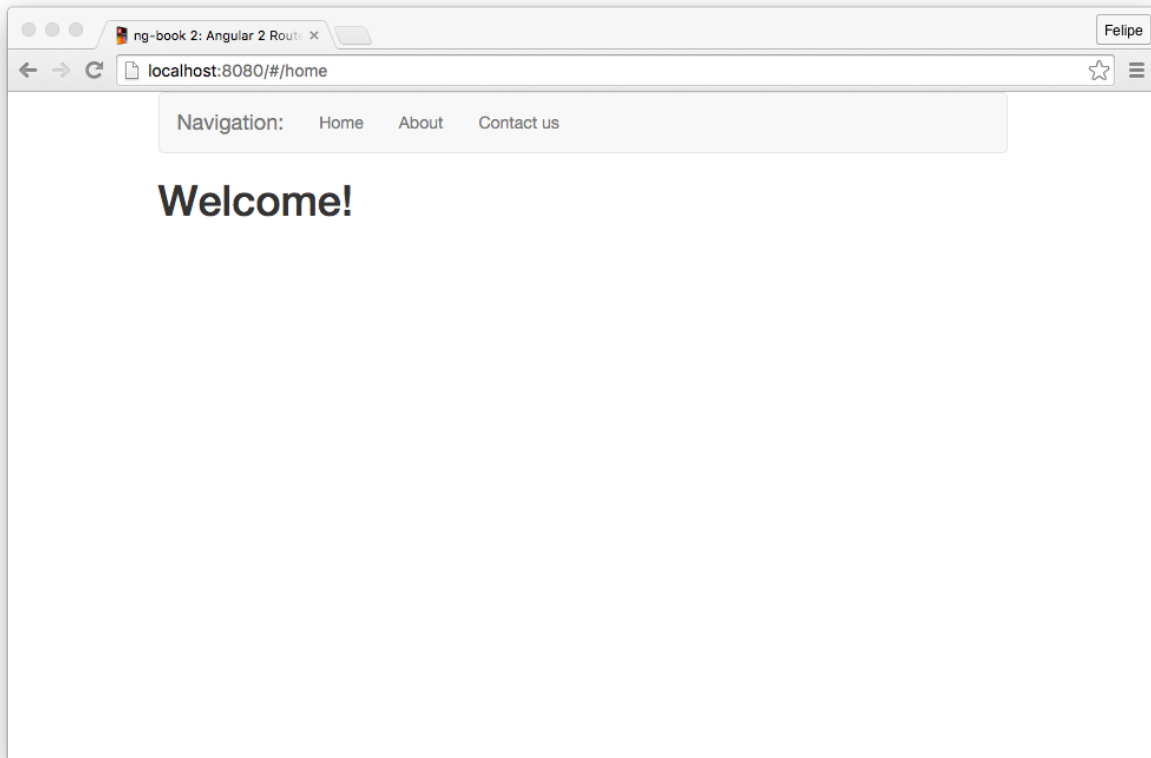 ng-book 2: Angular 2 Route
Felipe
localhost:8080/#/home
Navigation: Home About Contact us
Welcome!